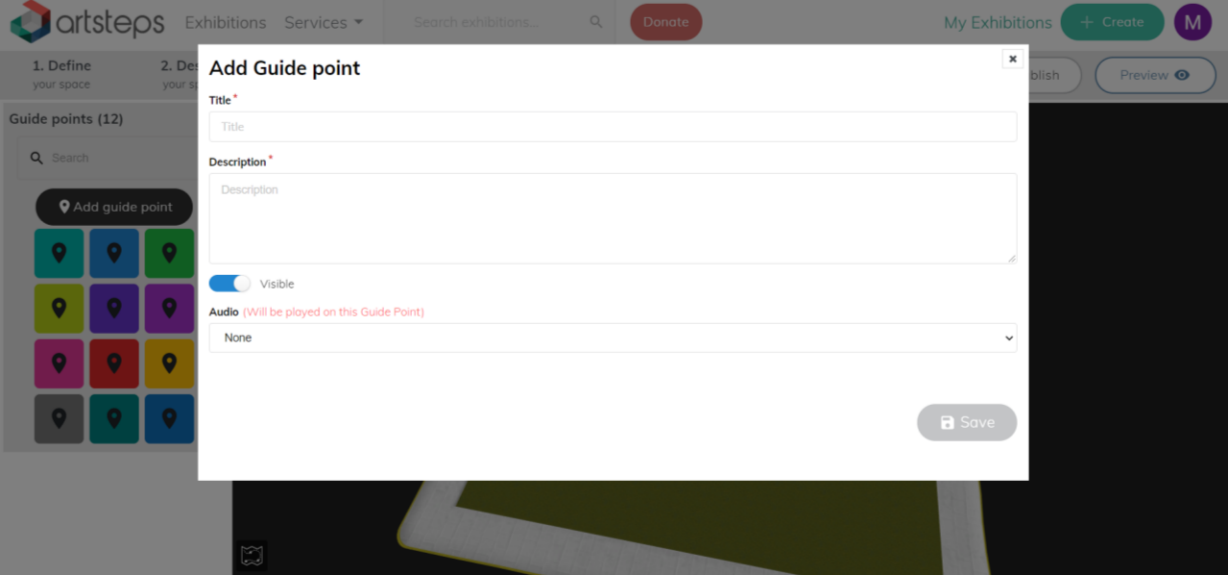 artsteps Exhibitions Services Search exhibitions... Donate My Exhibitions + Create M
1. Define
your space
2. Des
your sp
blish
Preview
Guide points (12)
Search
Add guide point
Add Guide point
Title *
Title
Description *
Description
Visible
Audio (Will be played on this Guide Point)
None
Save